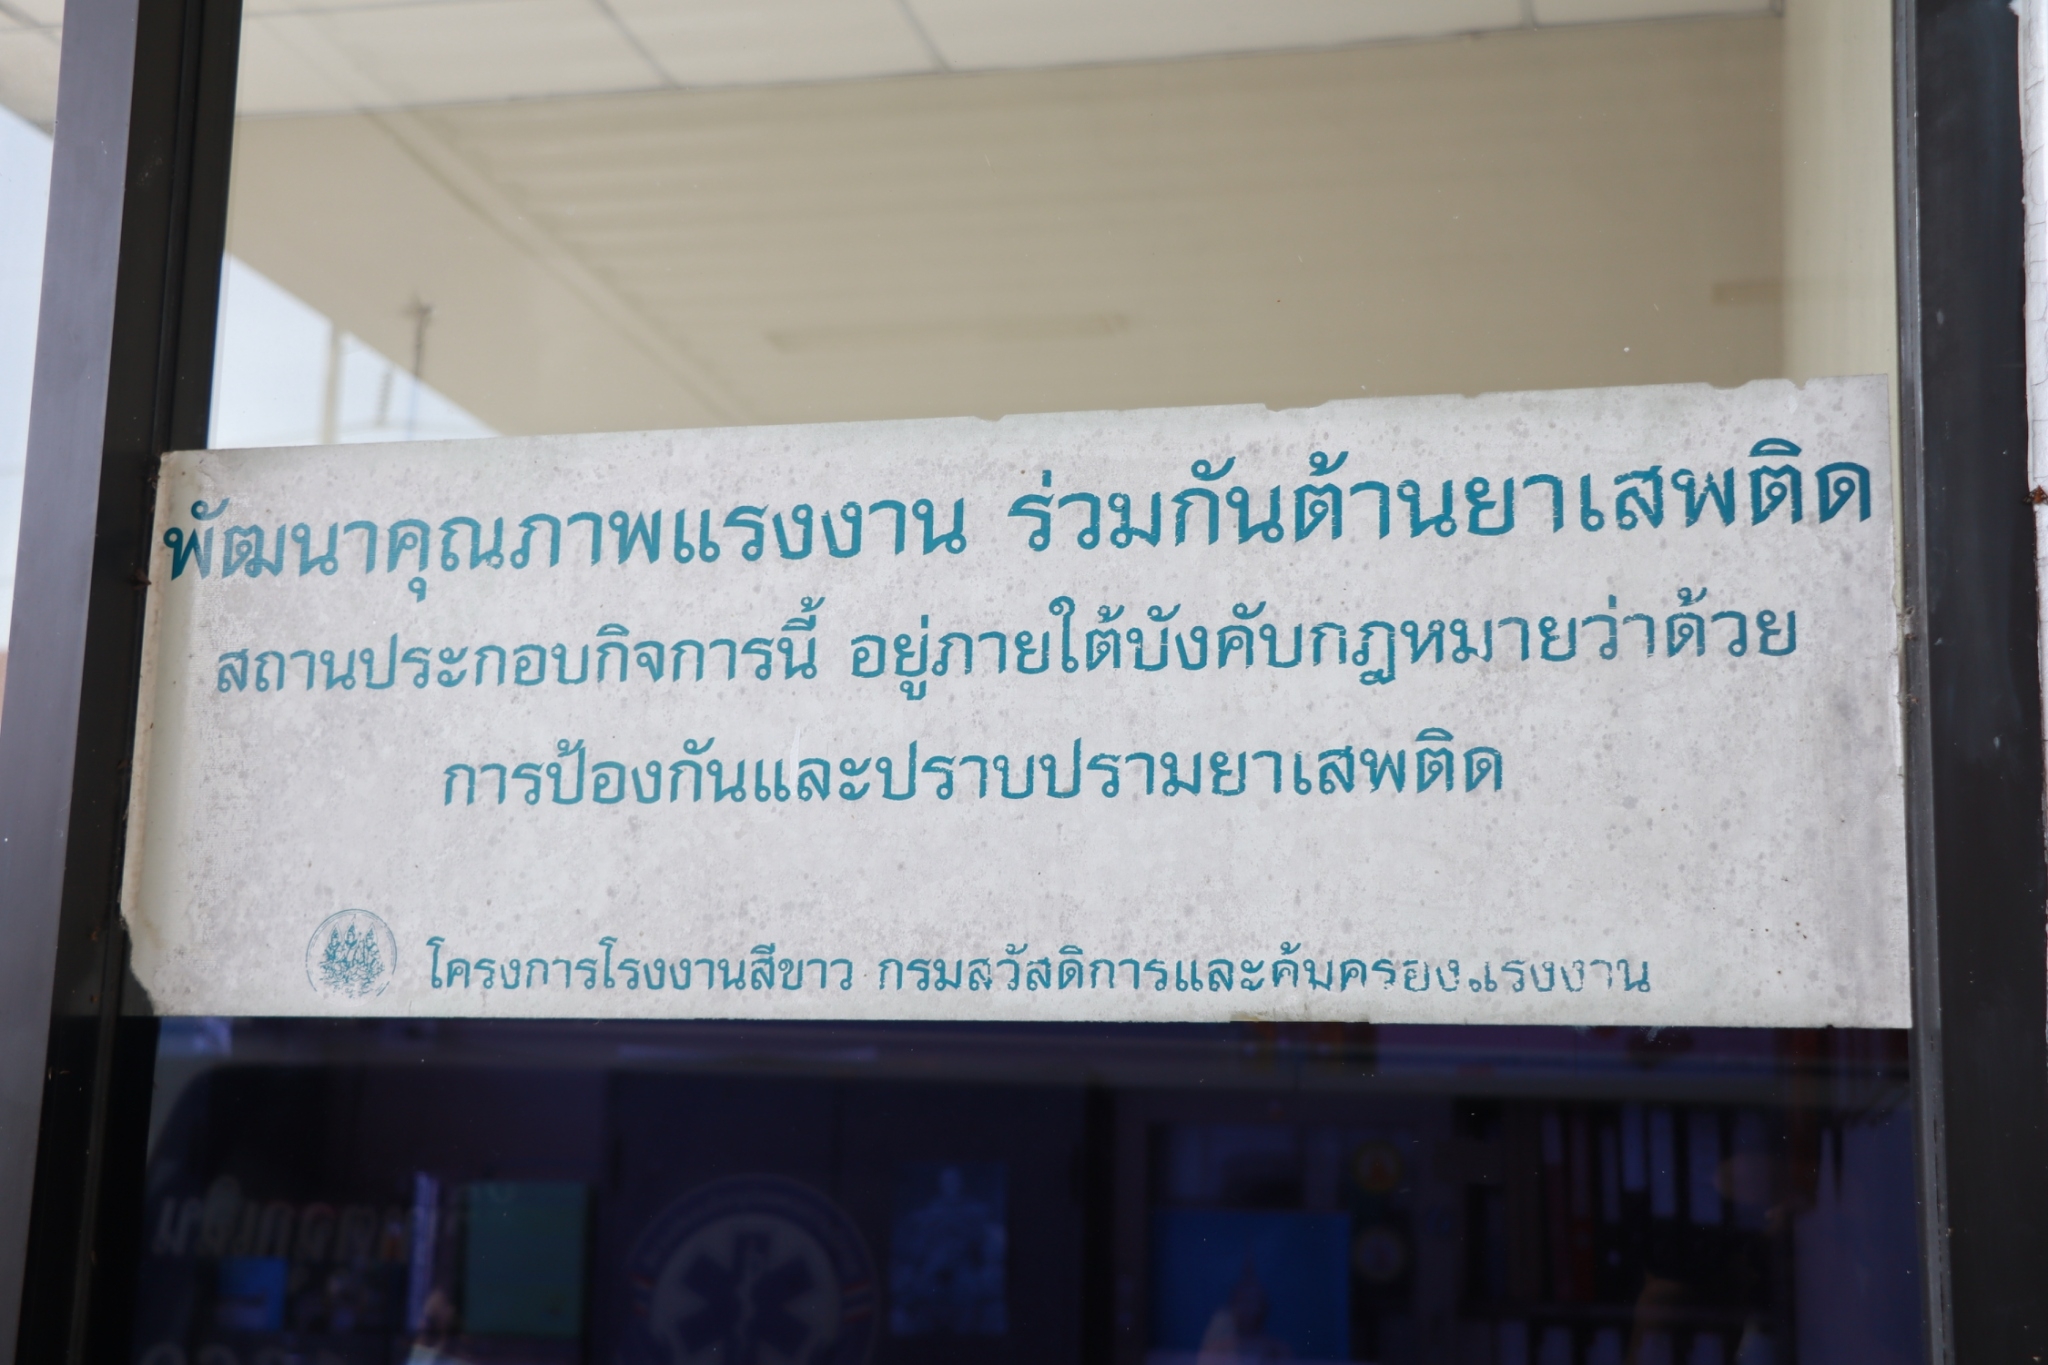 พัฒนาคุณภาพแรงงาน ร่วมกันต้านยาเสพติด
สถานประกอบกิจการนี้ อยู่ภายใต้บังคับกฎหมายว่าด้วย
การป้องกันและปราบปรามยาเสพติด
โครงการโรงงานสีขาว กรมสวัสดิการและคุ้มครองแรงงาน